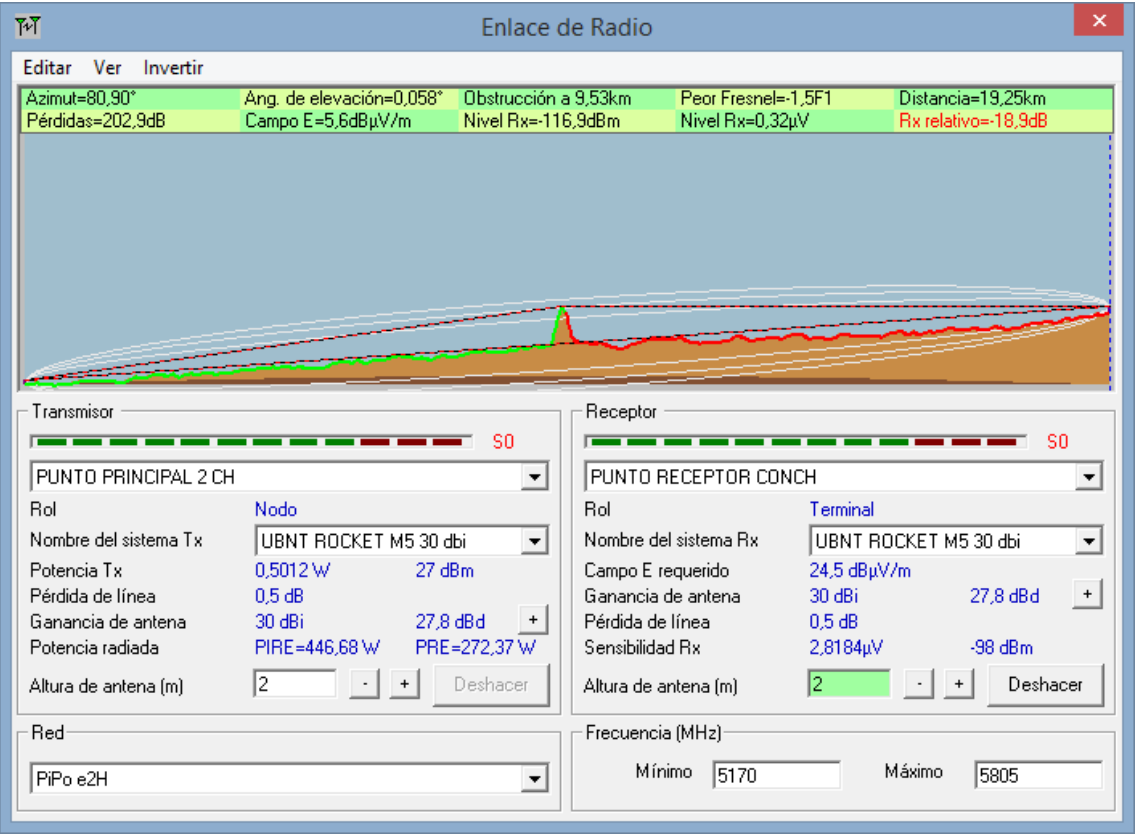 Enlace de Radio
Editar Ver Invertir
Azimut=80,90° Ang. de elevación=0,058° Obstrucción a 9,53km Peor Fresnel=-1,5F1 Distancia=19,25km
Pérdidas=202,9dB Campo E=5,6dBµV/m Nivel Rx=-116,9dBm Nivel Rx=0,32µV Rx relativo=-18,9dB
Transmisor
S0
PUNTO PRINCIPAL 2 CH
Rol Nodo
Nombre del sistema Tx UBNT ROCKET M5 30 dbi
Potencia Tx 0,5012 W 27 dBm
Pérdida de línea 0,5 dB
Ganancia de antena 30 dBi 27,8 dBd +
Potencia radiada PIRE=446,68 W PRE=272,37 W
Altura de antena (m) 2 - + Deshacer
Receptor
S0
PUNTO RECEPTOR CONCH
Rol Terminal
Nombre del sistema Rx UBNT ROCKET M5 30 dbi
Campo E requerido 24,5 dBµV/m
Ganancia de antena 30 dBi 27,8 dBd +
Pérdida de línea 0,5 dB
Sensibilidad Rx 2,8184µV -98 dBm
Altura de antena (m) 2 - + Deshacer
Red
PiPo e2H
Frecuencia (MHz)
Mínimo 5170 Máximo 5805